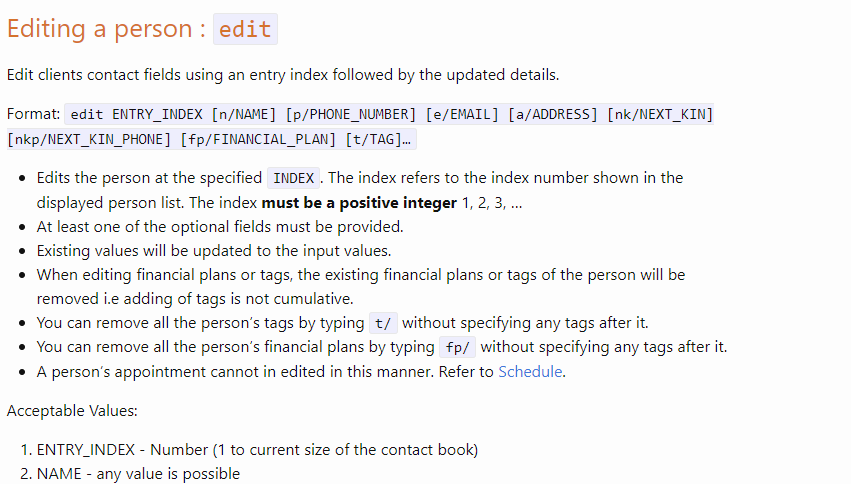 Editing a person : edit
Edit clients contact fields using an entry index followed by the updated details.
Format: edit ENTRY_INDEX [n/NAME] [p/PHONE_NUMBER] [e/EMAIL] [a/ADDRESS] [nk/NEXT_KIN]
[nkp/NEXT_KIN_PHONE] [fp/FINANCIAL_PLAN] [t/TAG]…
• Edits the person at the specified INDEX. The index refers to the index number shown in the
displayed person list. The index must be a positive integer 1, 2, 3, …
• At least one of the optional fields must be provided.
• Existing values will be updated to the input values.
• When editing financial plans or tags, the existing financial plans or tags of the person will be
removed i.e adding of tags is not cumulative.
• You can remove all the person’s tags by typing t/ without specifying any tags after it.
• You can remove all the person’s financial plans by typing fp/ without specifying any tags after it.
• A person’s appointment cannot in edited in this manner. Refer to Schedule.
Acceptable Values:
1. ENTRY_INDEX - Number (1 to current size of the contact book)
2. NAME - any value is possible